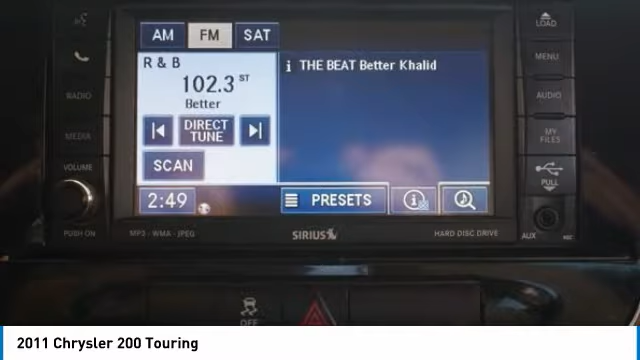 AM FM SAT
LOAD
R & B
i THE BEAT Better Khalid
MENU
102.3 ST
Better
RADIO
AUDIO
DIRECT
TUNE
MEDIA
MY
FILES
SCAN
VOLUME
PULL
2:49
PRESETS
i
PUSH ON
MP3 - WMA - JPEG
SIRIUS
HARD DISC DRIVE
AUX
OFF
2011 Chrysler 200 Touring